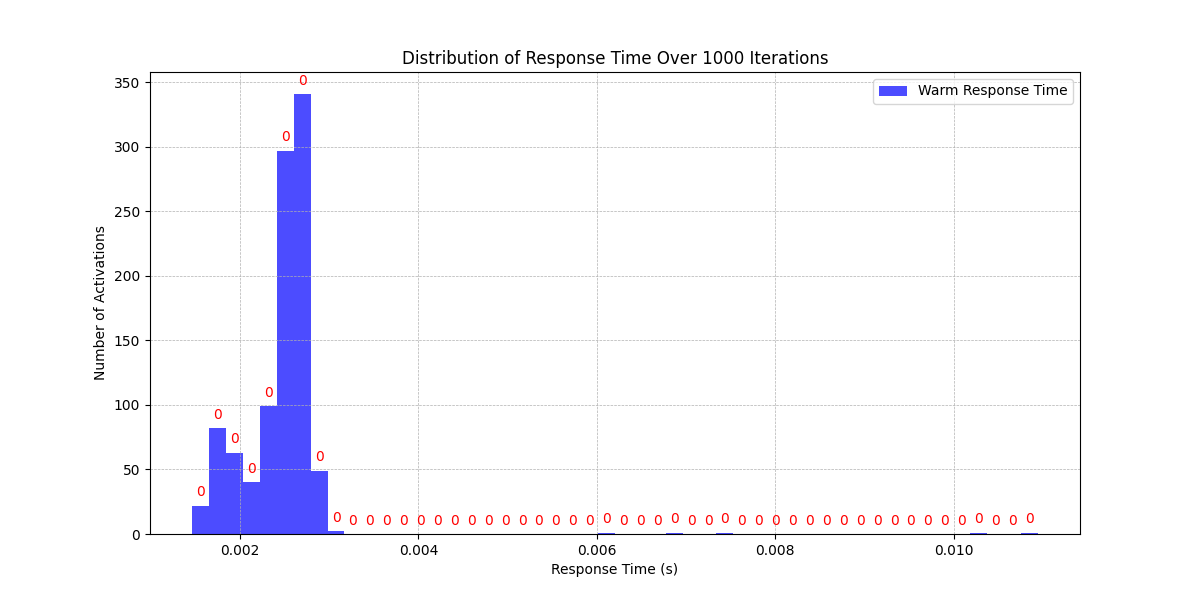 Distribution of Response Time Over 1000 Iterations
Warm Response Time
Number of Activations
350
300
250
200
150
100
50
0
0
0
0
0
0
0
0
0
0 0 0 0 0 0 0 0 0 0 0 0 0 0 0 0 0 0 0 0 0 0 0 0 0 0 0 0 0 0 0 0 0 0 0 0 0 0 0 0 0 0
0.002 0.004 0.006 0.008 0.010
Response Time (s)